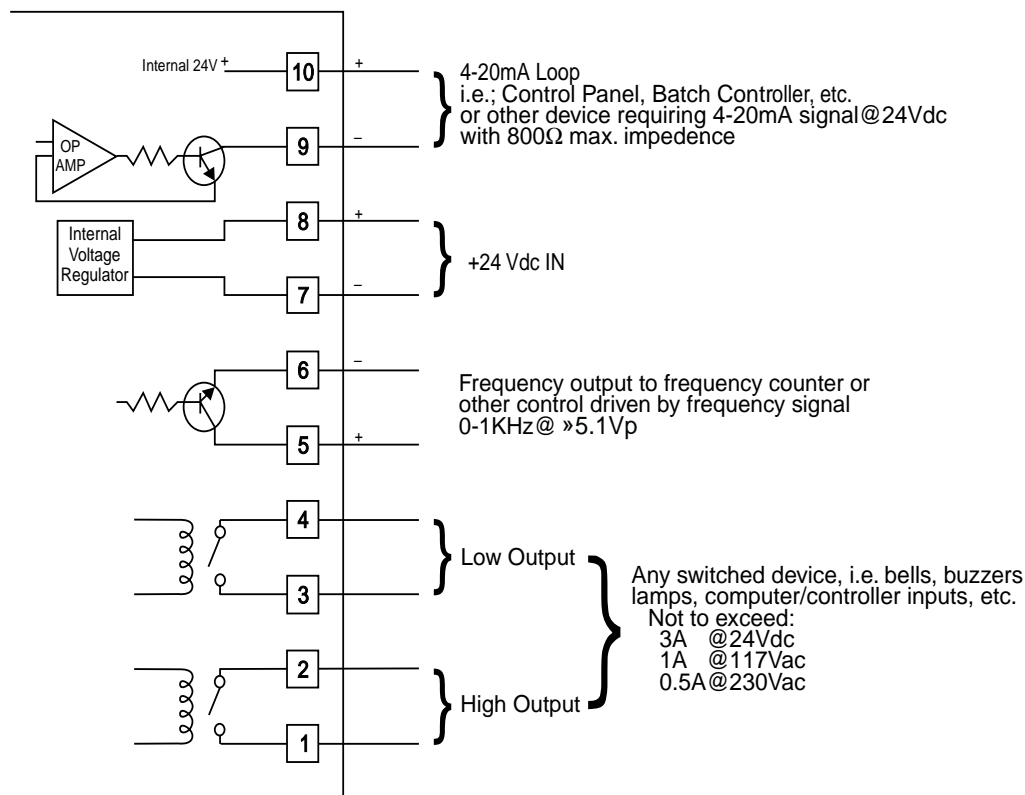 Internal 24V +
10
+
4-20mA Loop
i.e.; Control Panel, Batch Controller, etc.
or other device requiring 4-20mA signal@24Vdc
with 800Ω max. impedence
OP
AMP
9
–
8
+
Internal
Voltage
Regulator
+24 Vdc IN
7
–
6
–
Frequency output to frequency counter or
other control driven by frequency signal
0-1KHz@ »5.1Vp
5
+
4
Low Output
3
Any switched device, i.e. bells, buzzers
lamps, computer/controller inputs, etc.
Not to exceed:
3A @24Vdc
1A @117Vac
0.5A@230Vac
2
High Output
1